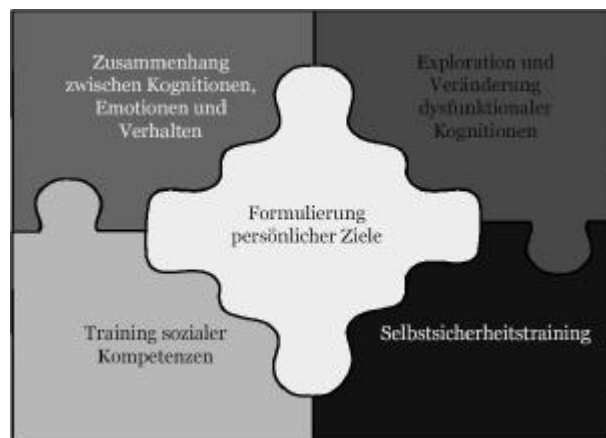 Zusammenhang
zwischen Kognitionen,
Emotionen und
Verhalten
Exploration und
Veränderung
dysfunktionaler
Kognitionen
Formulierung
persönlicher Ziele
Training sozialer
Kompetenzen
Selbstsicherheitstraining